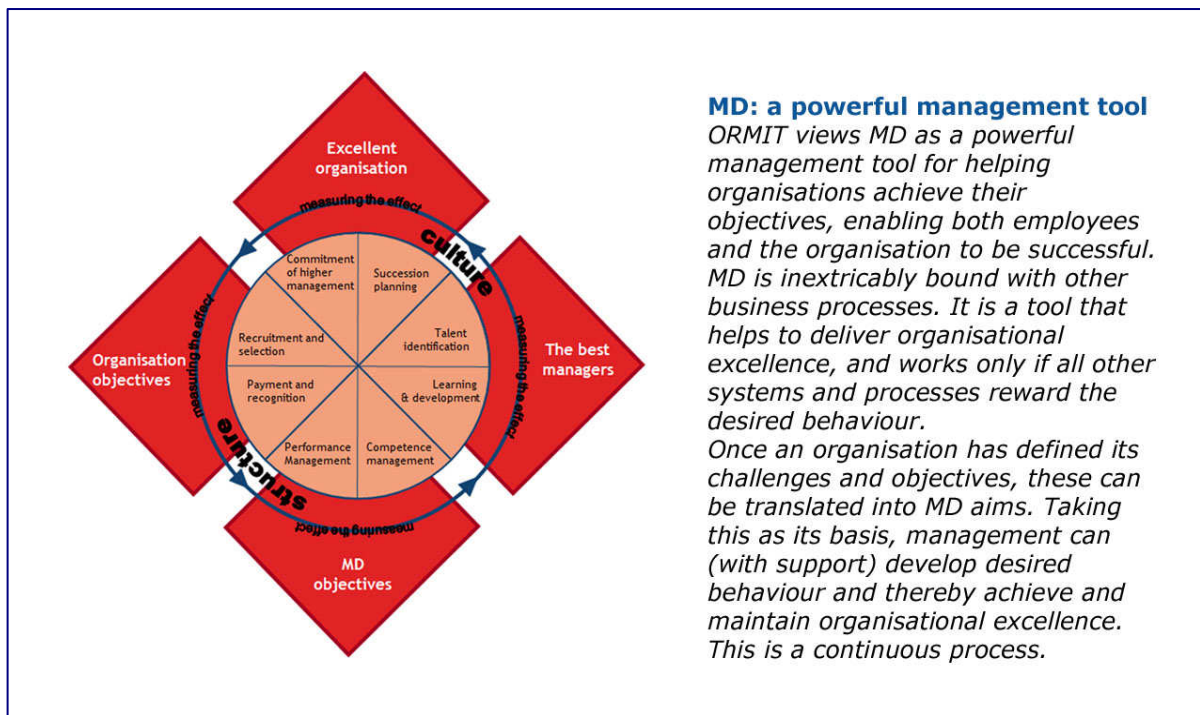 Excellent
organisation
measuring the effect
culture
Commitment
of higher
management
Succession
planning
Recruitment and
selection
Talent
identification
Payment and
recognition
Learning
& development
Performance
Management
Competence
management
Organisation
objectives
measuring the effect
The best
managers
measuring the effect
structure
measuring the effect
MD
objectives
MD: a powerful management tool
ORMIT views MD as a powerful
management tool for helping
organisations achieve their
objectives, enabling both employees
and the organisation to be successful.
MD is inextricably bound with other
business processes. It is a tool that
helps to deliver organisational
excellence, and works only if all other
systems and processes reward the
desired behaviour.
Once an organisation has defined its
challenges and objectives, these can
be translated into MD aims. Taking
this as its basis, management can
(with support) develop desired
behaviour and thereby achieve and
maintain organisational excellence.
This is a continuous process.